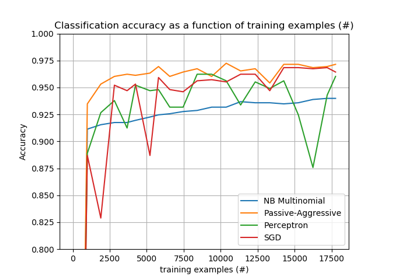 Classification accuracy as a function of training examples (#)
1.000
0.975
0.950
0.925
0.900
0.875
0.850
0.825
0.800
Accuracy
NB Multinomial
Passive-Aggressive
Perceptron
SGD
0
2500
5000
7500
10000
12500
15000
17500
training examples (#)